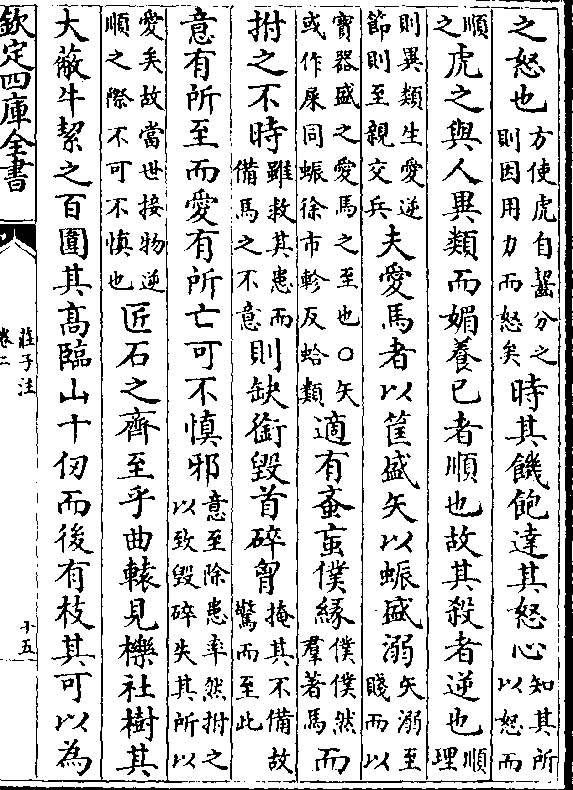 之怒也方使虎自齧分之則因用力而怒矣時其饑飽達其怒心知其所以怒而
順之虎之與人異類而媚養已者順也故其殺者逆也順理
則異類生愛逆節則至親交兵夫愛馬者以筐盛矢以蜄盛溺矢溺至賤而以
寶器盛之愛馬之至也○矢或作屎同蜄徐市軫反蛤類適有蚉䖟僕緣僕僕然羣著馬而
拊之不時雖救其患而備馬之不意則缺銜毀首碎胷掩其不備故驚而至此
意有所至而愛有所亡可不慎邪意至除患率然拊之以致毀碎失其所以
愛矣故當世接物逆順之際不可不慎也匠石之齊至乎曲轅見櫟社樹其
大蔽牛絜之百圍其髙臨山十仞而後有枝其可以為
欽定四庫全書
莊子注
卷二
十五